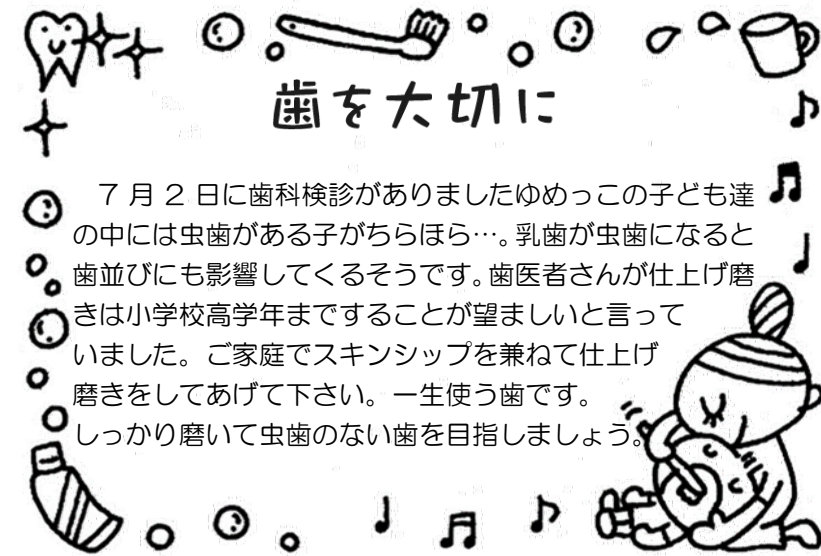 歯を大切に
７月２日に歯科検診がありましたゆめっこの子ども達
の中には虫歯がある子がちらほら…。乳歯が虫歯になると
歯並びにも影響してくるそうです。歯医者さんが仕上げ磨
きは小学校高学年まですることが望ましいと言って
いました。ご家庭でスキンシップを兼ねて仕上げ
磨きをしてあげて下さい。一生使う歯です。
しっかり磨いて虫歯のない歯を目指しましょう。